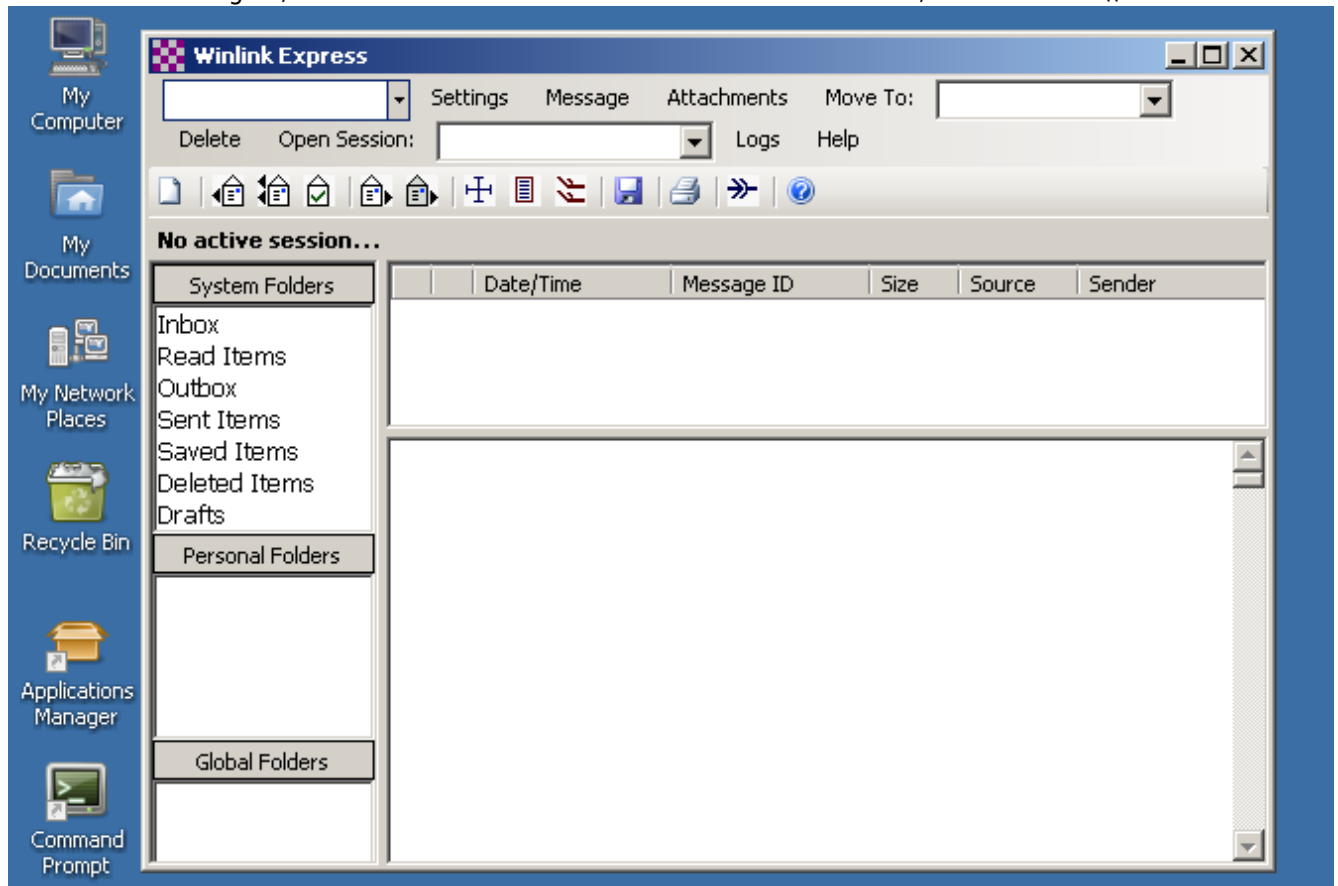 My
Computer
My
Documents
My Network
Places
Recycle Bin
Applications
Manager
Command
Prompt
Winlink Express
Settings Message Attachments Move To:
Delete Open Session: Logs Help
No active session...
System Folders
Inbox
Read Items
Outbox
Sent Items
Saved Items
Deleted Items
Drafts
Personal Folders
Global Folders
Date/Time Message ID Size Source Sender